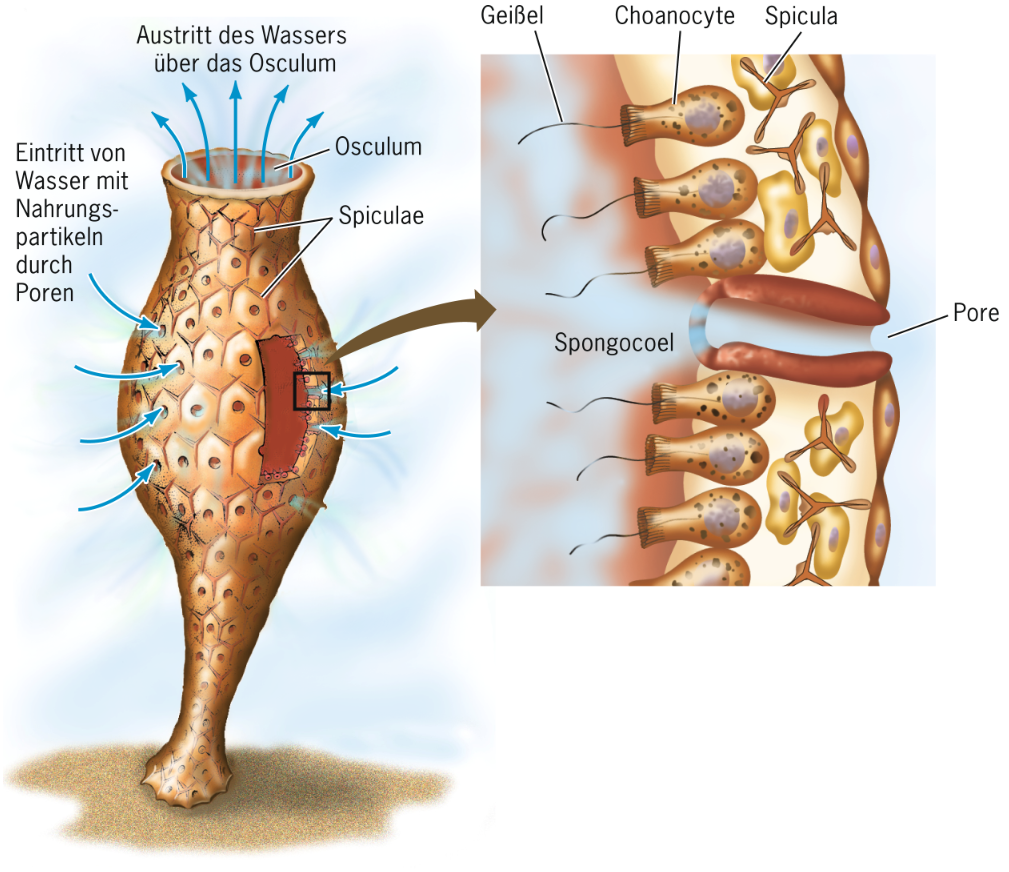 Austritt des Wassers
über das Osculum
Osculum
Eintritt von
Wasser mit
Nahrungs-
partikeln
durch
Poren
Spiculae
Geißel
Choanocyte
Spicula
Spongocoel
Pore